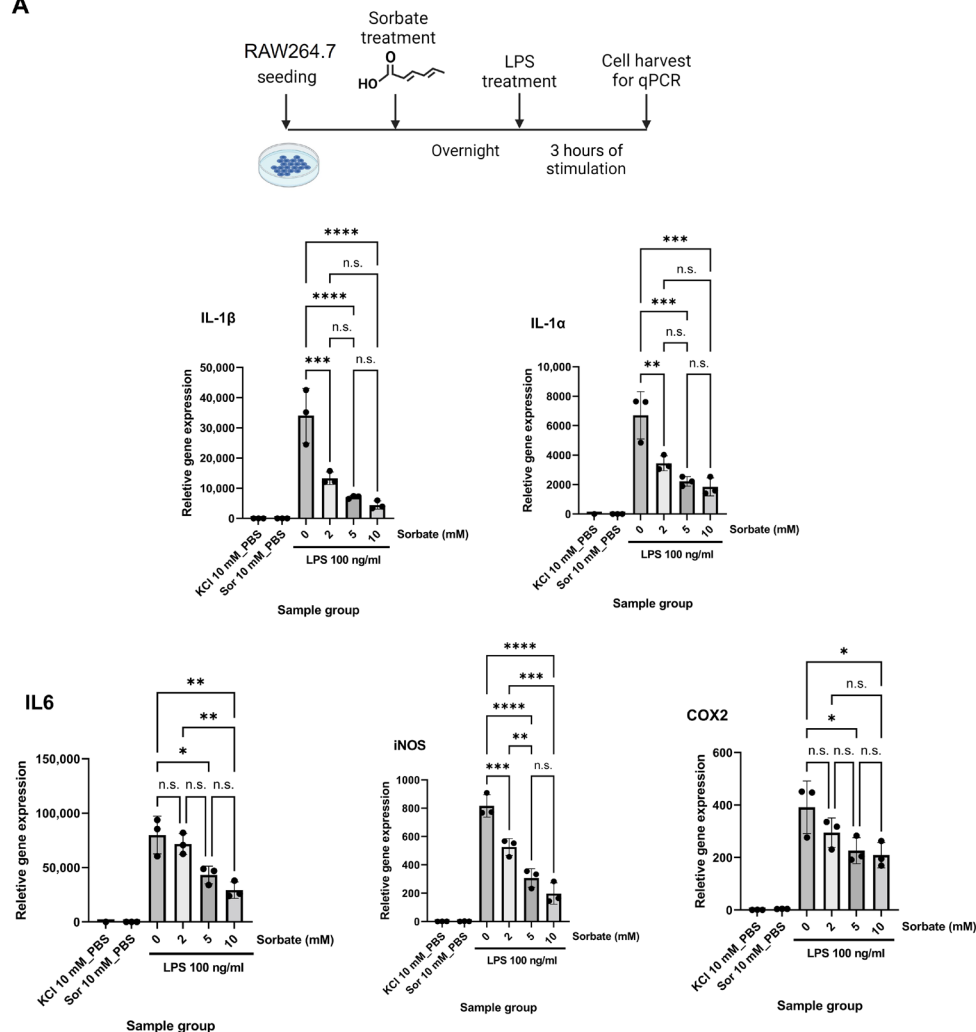 A
Sorbate
treatment
RAW264.7
seeding
O
HO
LPS
treatment
Cell harvest
for qPCR
Overnight
3 hours of
stimulation
IL-1β
****
n.s.
****
n.s.
***
n.s.
Reletive gene expression
50,000
40,000
30,000
20,000
10,000
0
KCl 10 mM_PBS
Sor 10 mM_PBS
0 2 5 10 Sorbate (mM)
LPS 100 ng/ml
Sample group
IL-1α
***
n.s.
***
n.s.
**
n.s.
Reletive gene expression
10,000
8000
6000
4000
2000
0
KCl 10 mM_PBS
Sor 10 mM_PBS
0 2 5 10 Sorbate (mM)
LPS 100 ng/ml
Sample group
IL6
**
**
*
n.s. n.s. n.s.
Reletive gene expression
150,000
100,000
50,000
0
KCl 10 mM_PBS
Sor 10 mM_PBS
0 2 5 10 Sorbate (mM)
LPS 100 ng/ml
Sample group
iNOS
****
***
****
**
***
n.s.
Reletive gene expression
1000
800
600
400
200
0
KCl 10 mM_PBS
Sor 10 mM_PBS
0 2 5 10 Sorbate (mM)
LPS 100 ng/ml
Sample group
COX2
*
n.s.
*
n.s. n.s. n.s.
Reletive gene expression
600
400
200
0
KCl 10 mM_PBS
Sor 10 mM_PBS
0 2 5 10 Sorbate (mM)
LPS 100 ng/ml
Sample group